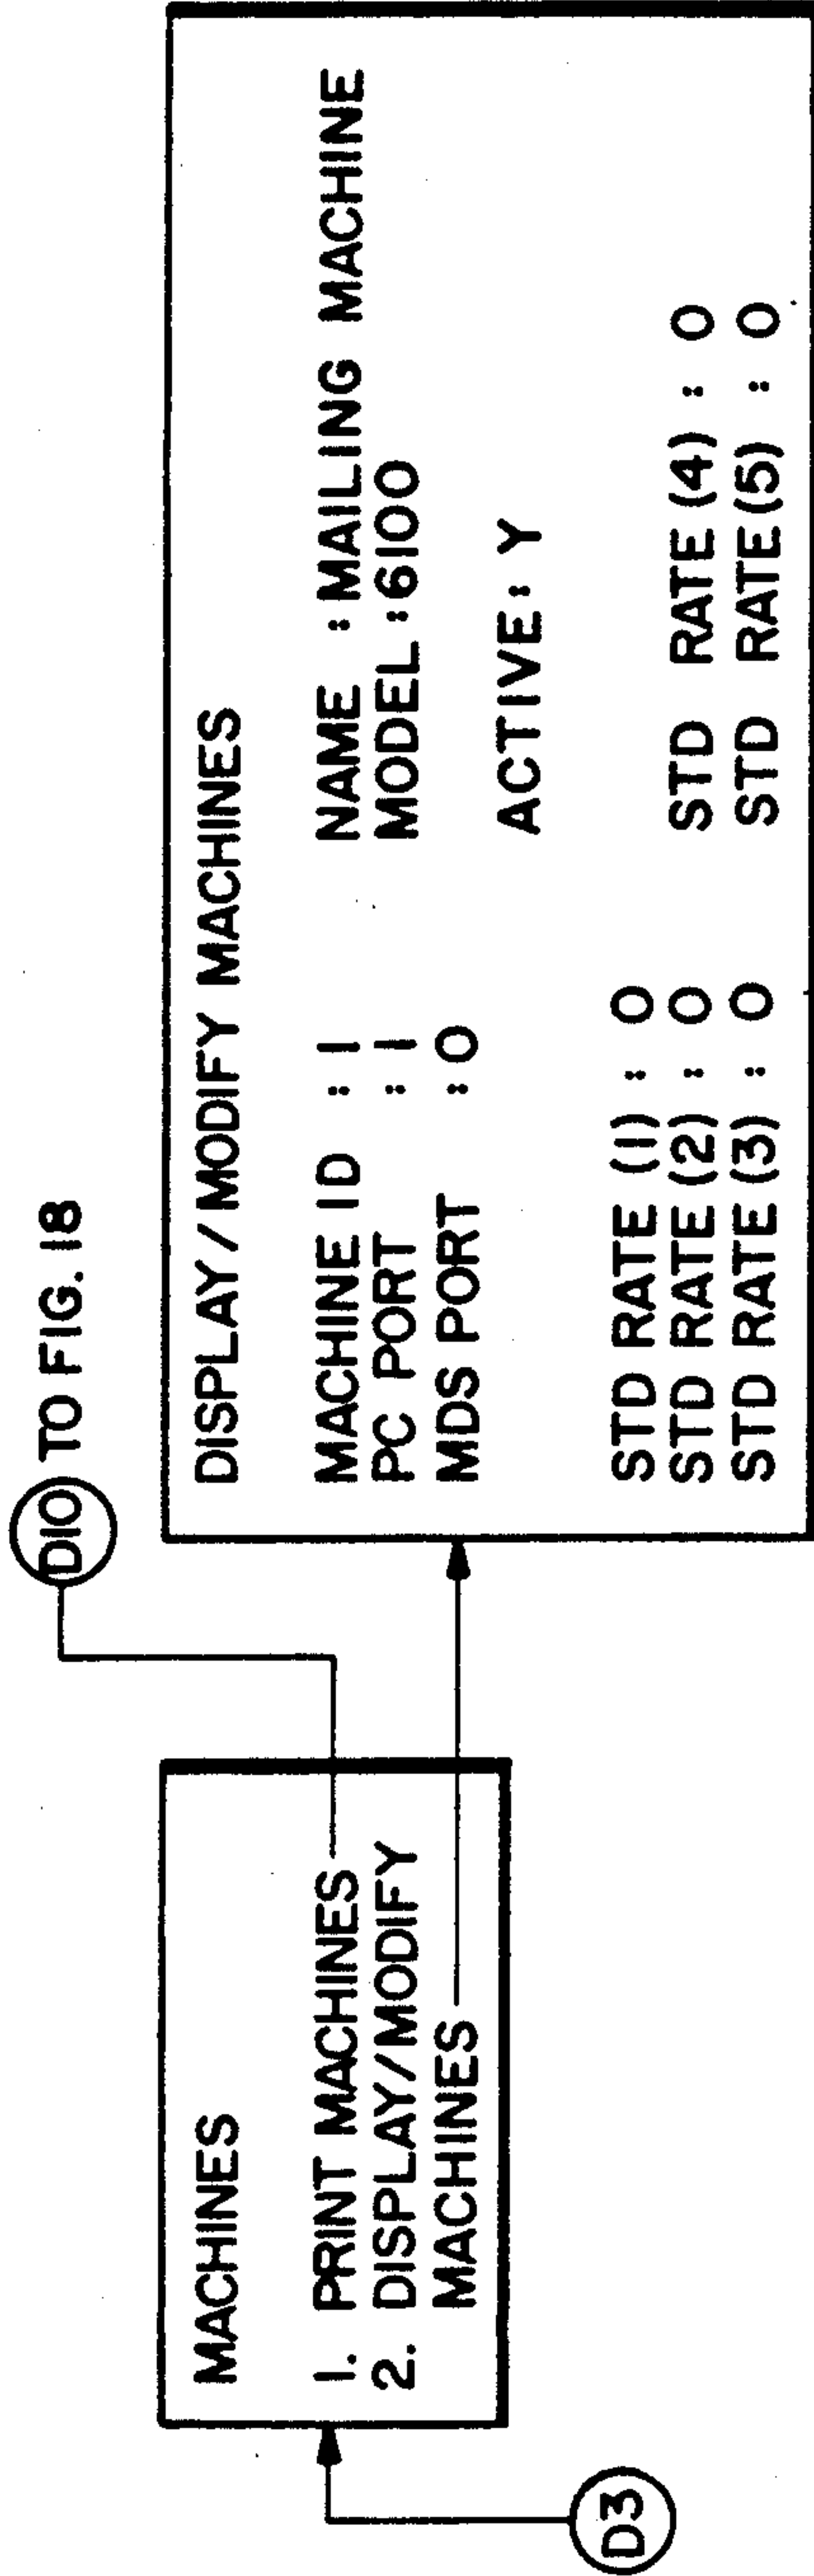 D3
MACHINES
1. PRINT MACHINES
2. DISPLAY/MODIFY
MACHINES
D10 TO FIG. 18
DISPLAY/MODIFY MACHINES
MACHINE ID : 1 NAME : MAILING MACHINE
PC PORT : 1 MODEL : 6100
MDS PORT : 0
ACTIVE : Y
STD RATE (1) : 0
STD RATE (2) : 0 STD RATE (4) : 0
STD RATE (3) : 0 STD RATE (5) : 0